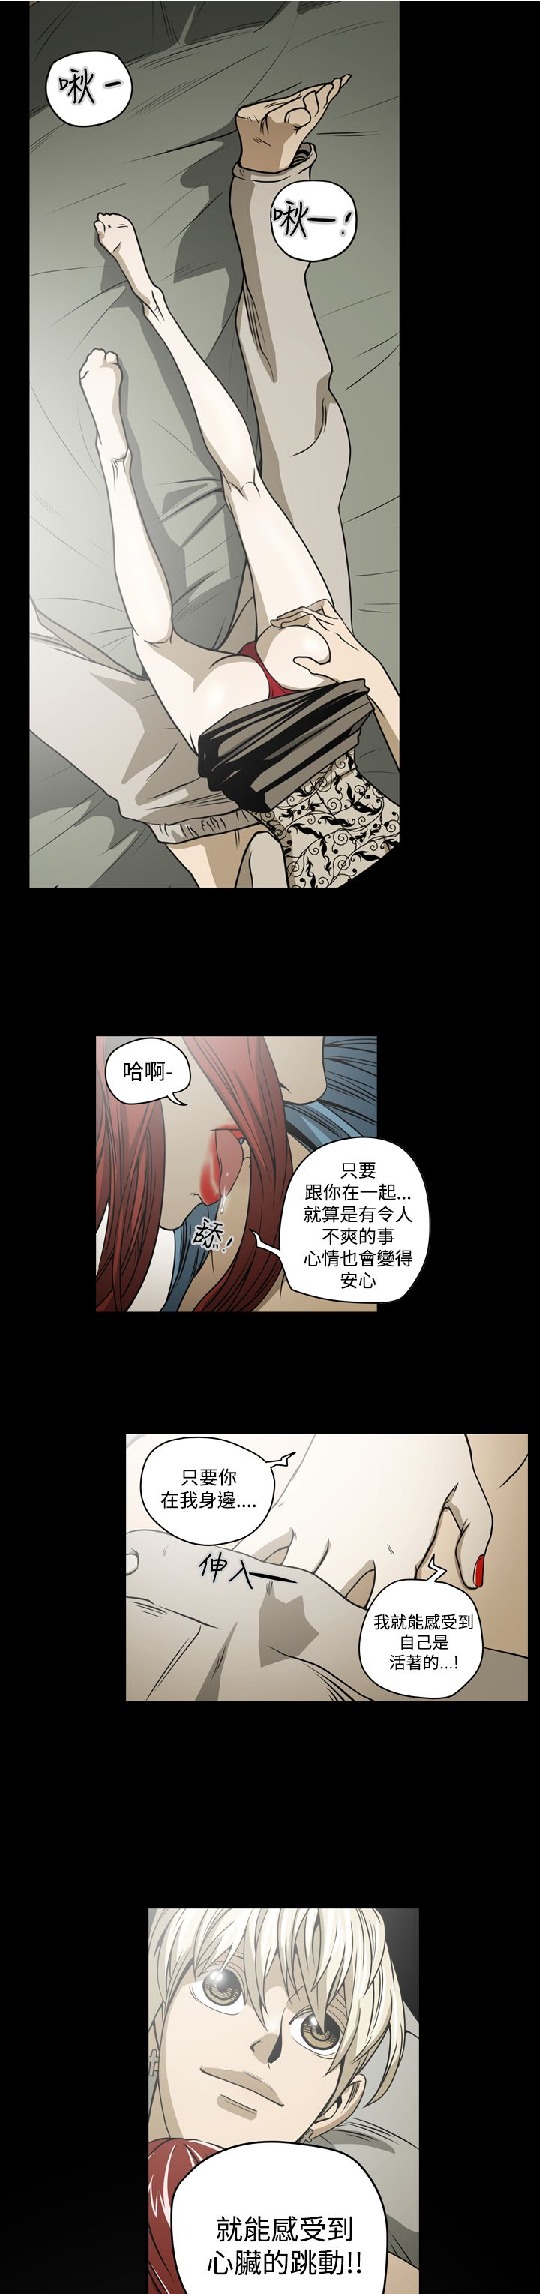 啾－
啾－！
哈啊-
只要
跟你在一起...
就算是有令人
不爽的事
心情也會變得
安心
舔！
只要你
在我身邊....
伸入－
我就能感受到
自己是
活著的...!
就能感受到
心臟的跳動!!